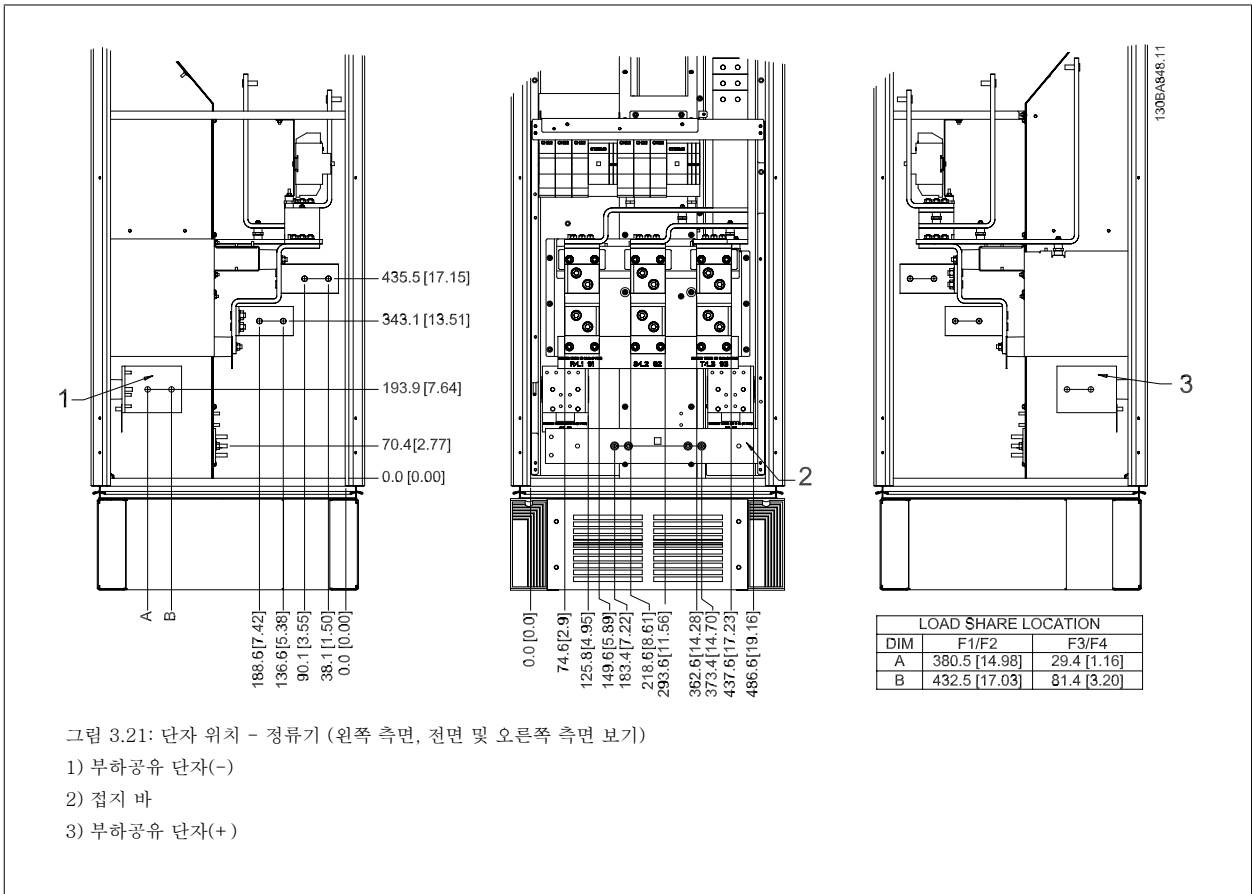 130BA848.11
435.5 [17.15]
343.1 [13.51]
193.9 [7.64]
70.4[2.77]
0.0 [0.00]
1
2
3
A
B
188.6 [7.42]
136.6[5.38]
90.1 [3.55]
38.1 [1.50]
0.0 [0.00]
R/L1 91
S/L2 92
T/L3 93
0.0 [0.0]
74.6[2.9]
125.8[4.95]
149.6[5.89]
183.4[7.22]
218.6[8.61]
293.6[11.56]
362.6[14.28]
373.4[14.70]
437.6[17.23]
486.6[19.16]
LOAD SHARE LOCATION
DIM F1/F2 F3/F4
A 380.5 [14.98] 29.4 [1.16]
B 432.5 [17.03] 81.4 [3.20]
그림 3.21: 단자 위치 - 정류기 (왼쪽 측면, 전면 및 오른쪽 측면 보기)
1) 부하공유 단자(-)
2) 접지 바
3) 부하공유 단자(+)